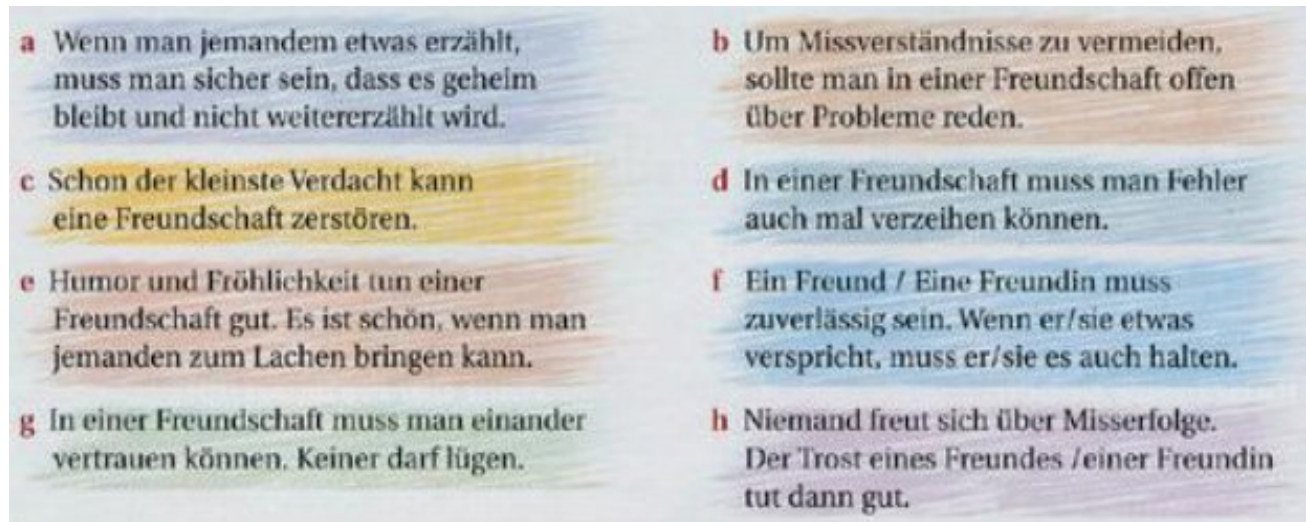 a Wenn man jemandem etwas erzählt,
muss man sicher sein, dass es geheim
bleibt und nicht weitererzählt wird.
b Um Missverständnisse zu vermeiden,
sollte man in einer Freundschaft offen
über Probleme reden.
c Schon der kleinste Verdacht kann
eine Freundschaft zerstören.
d In einer Freundschaft muss man Fehler
auch mal verzeihen können.
e Humor und Fröhlichkeit tun einer
Freundschaft gut. Es ist schön, wenn man
jemanden zum Lachen bringen kann.
f Ein Freund / Eine Freundin muss
zuverlässig sein. Wenn er/sie etwas
verspricht, muss er/sie es auch halten.
g In einer Freundschaft muss man einander
vertrauen können. Keiner darf lügen.
h Niemand freut sich über Misserfolge.
Der Trost eines Freundes /einer Freundin
tut dann gut.